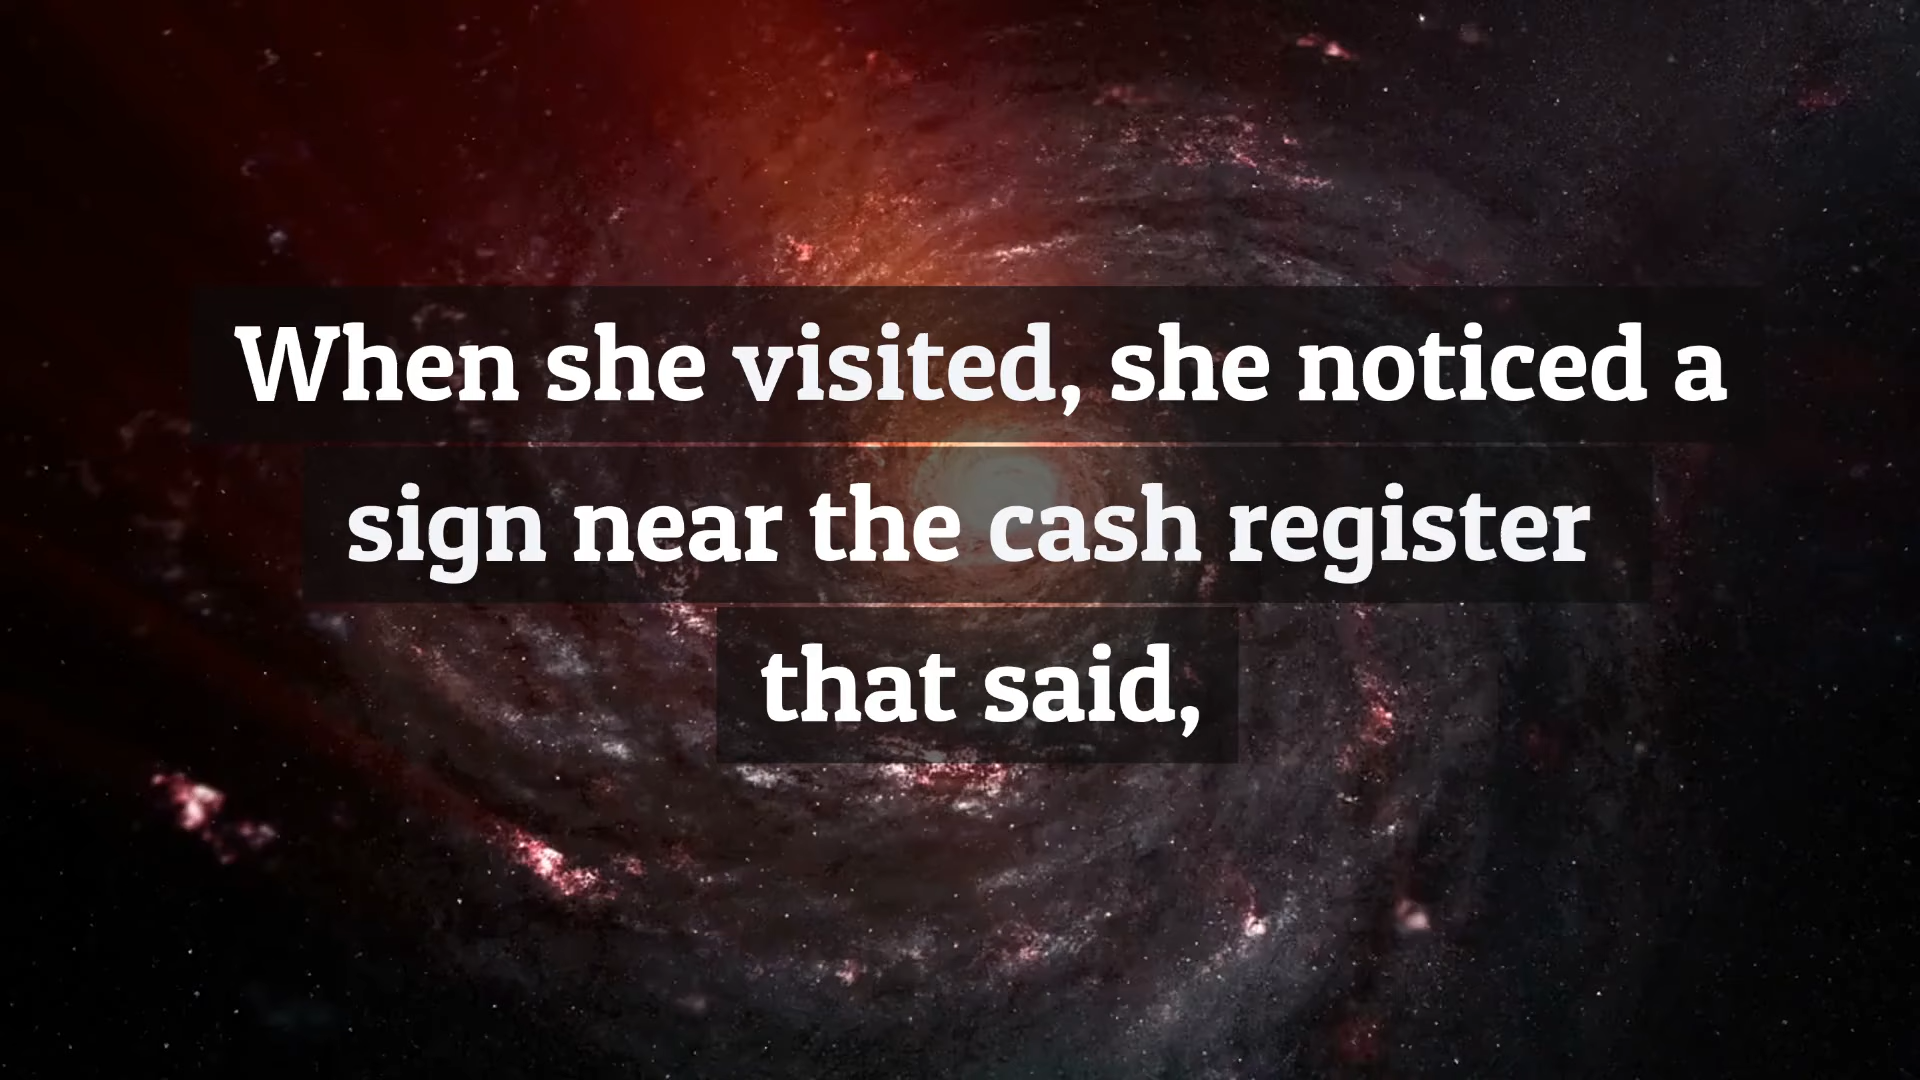 When she visited, she noticed a
sign near the cash register
that said,